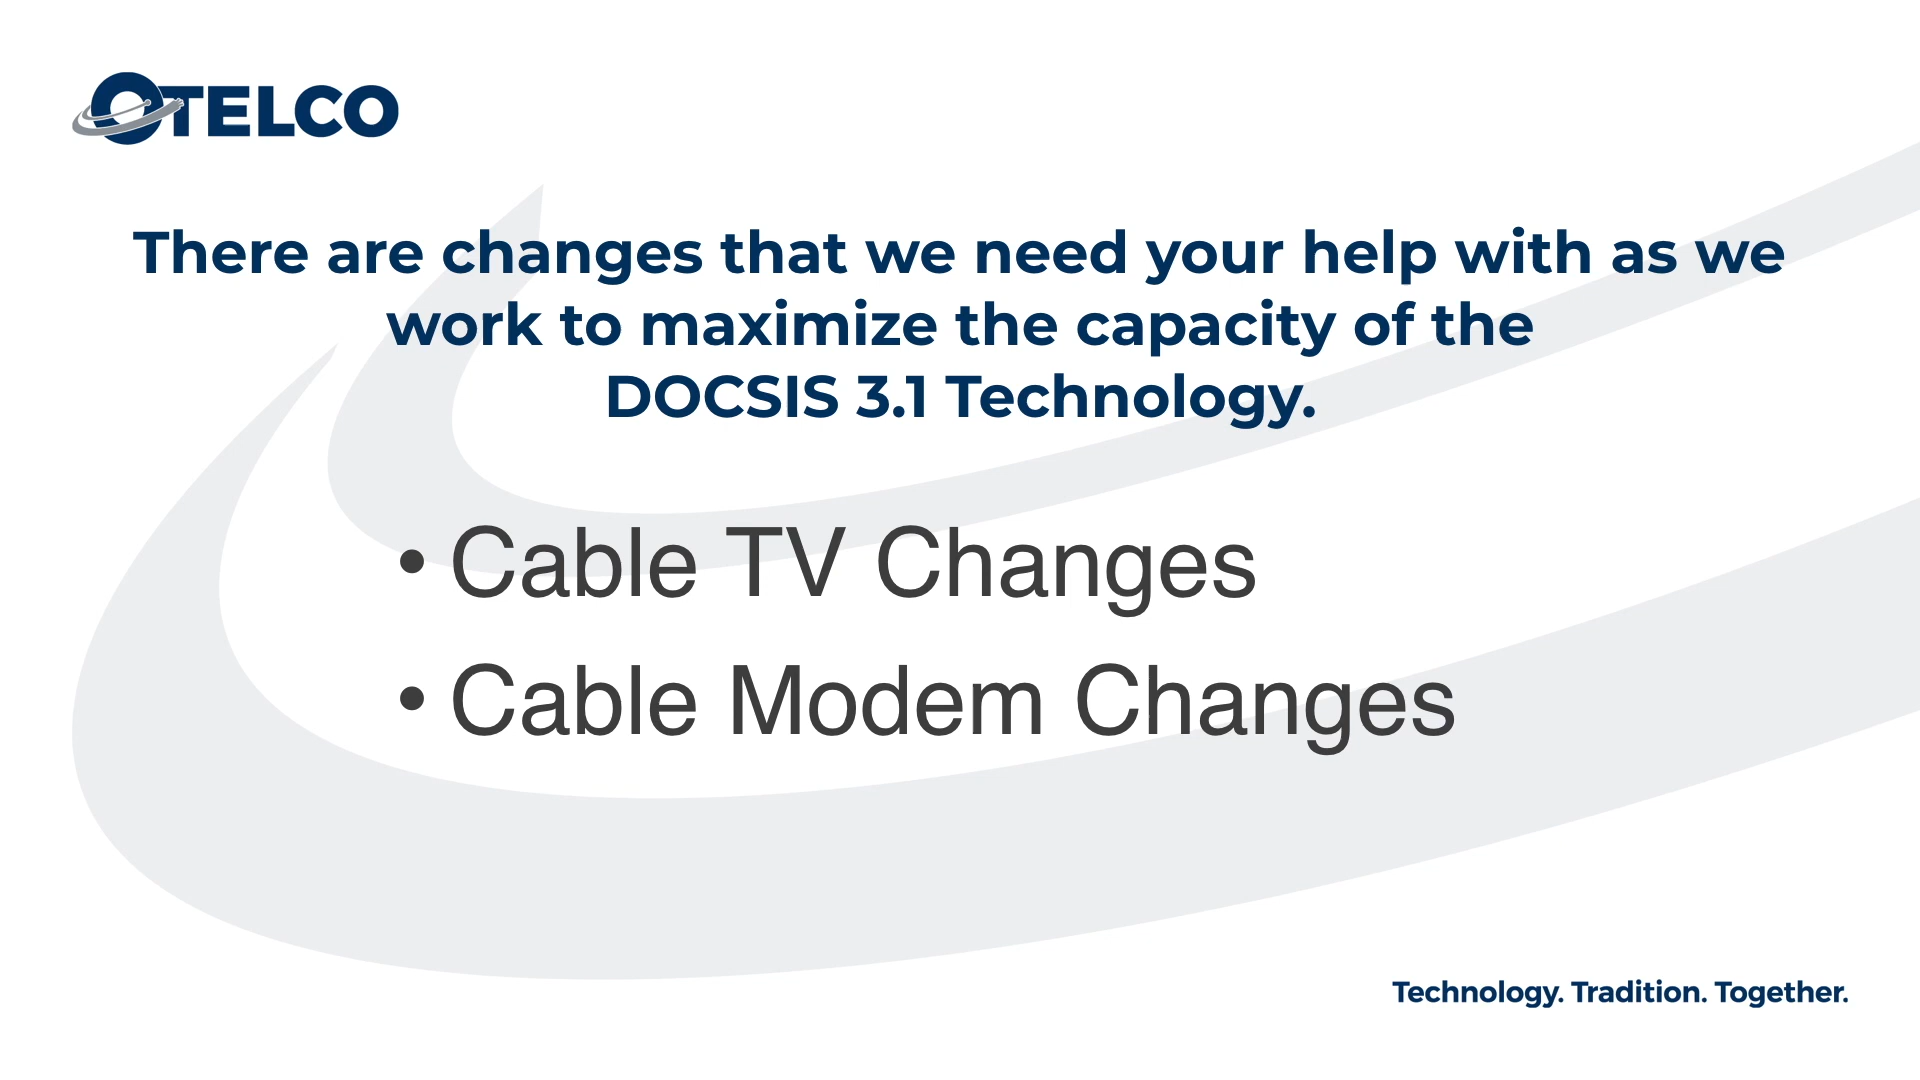 OTELCO
There are changes that we need your help with as we
work to maximize the capacity of the
DOCSIS 3.1 Technology.
• Cable TV Changes
• Cable Modem Changes
Technology. Tradition. Together.